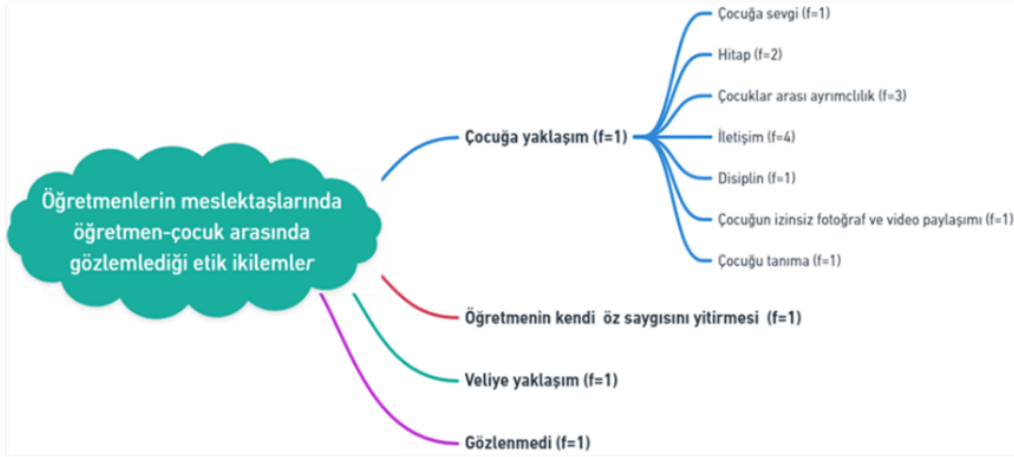 Öğretmenlerin meslektaşlarında
öğretmen-çocuk arasında
gözlemlediği etik ikilemler
Çocuğa yaklaşım (f=1)
Çocuğa sevgi (f=1)
Hitap (f=2)
Çocuklar arası ayrımclılık (f=3)
İletişim (f=4)
Disiplin (f=1)
Çocuğun izinsiz fotoğraf ve video paylaşımı (f=1)
Çocuğu tanıma (f=1)
Öğretmenin kendi öz saygısını yitirmesi (f=1)
Veliye yaklaşım (f=1)
Gözlenmedi (f=1)